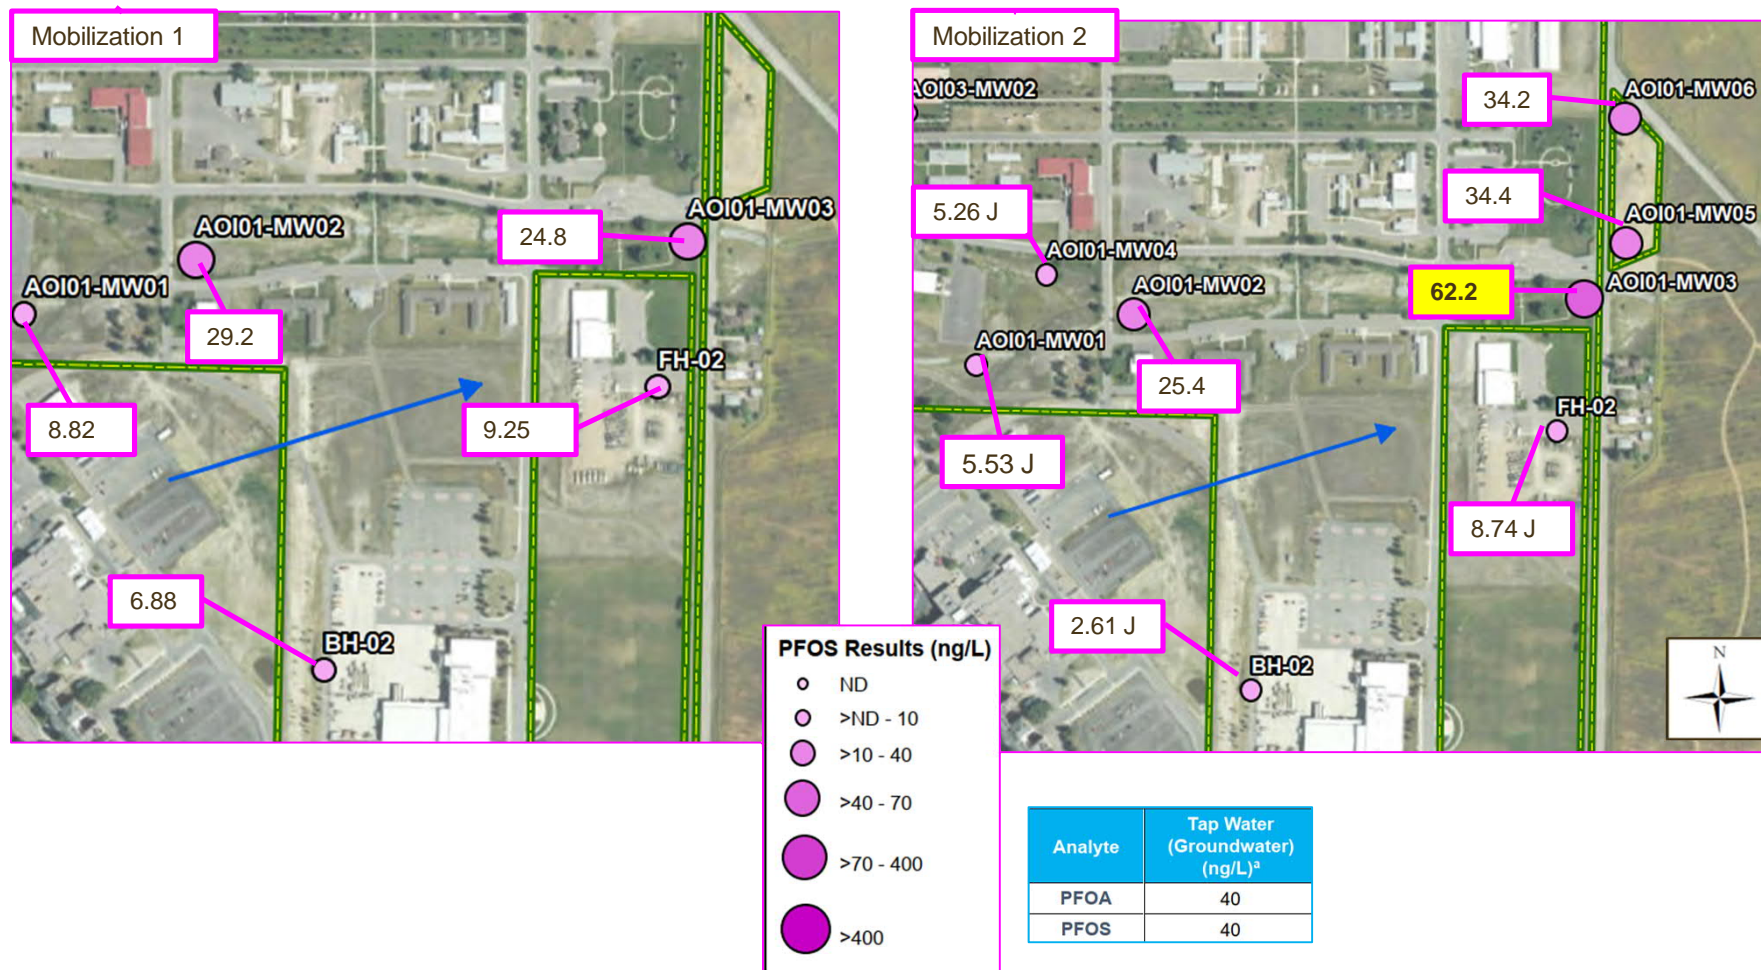 Mobilization 1
AOI01-MW03
AOI01-MW02
24.8
AOI01-MW01
29.2
FH-02
8.82
9.25
6.88
BH-02
Mobilization 2
AOI03-MW02
34.2
AOI01-MW06
5.26 J
34.4
AOI01-MW05
AOI01-MW04
62.2
AOI01-MW03
AOI01-MW02
AOI01-MW01
25.4
FH-02
5.53 J
8.74 J
2.61 J
BH-02
N
PFOS Results (ng/L)
ND
>ND - 10
>10 - 40
>40 - 70
>70 - 400
>400
Analyte
Tap Water
(Groundwater)
(ng/L)ª
PFOA 40
PFOS 40